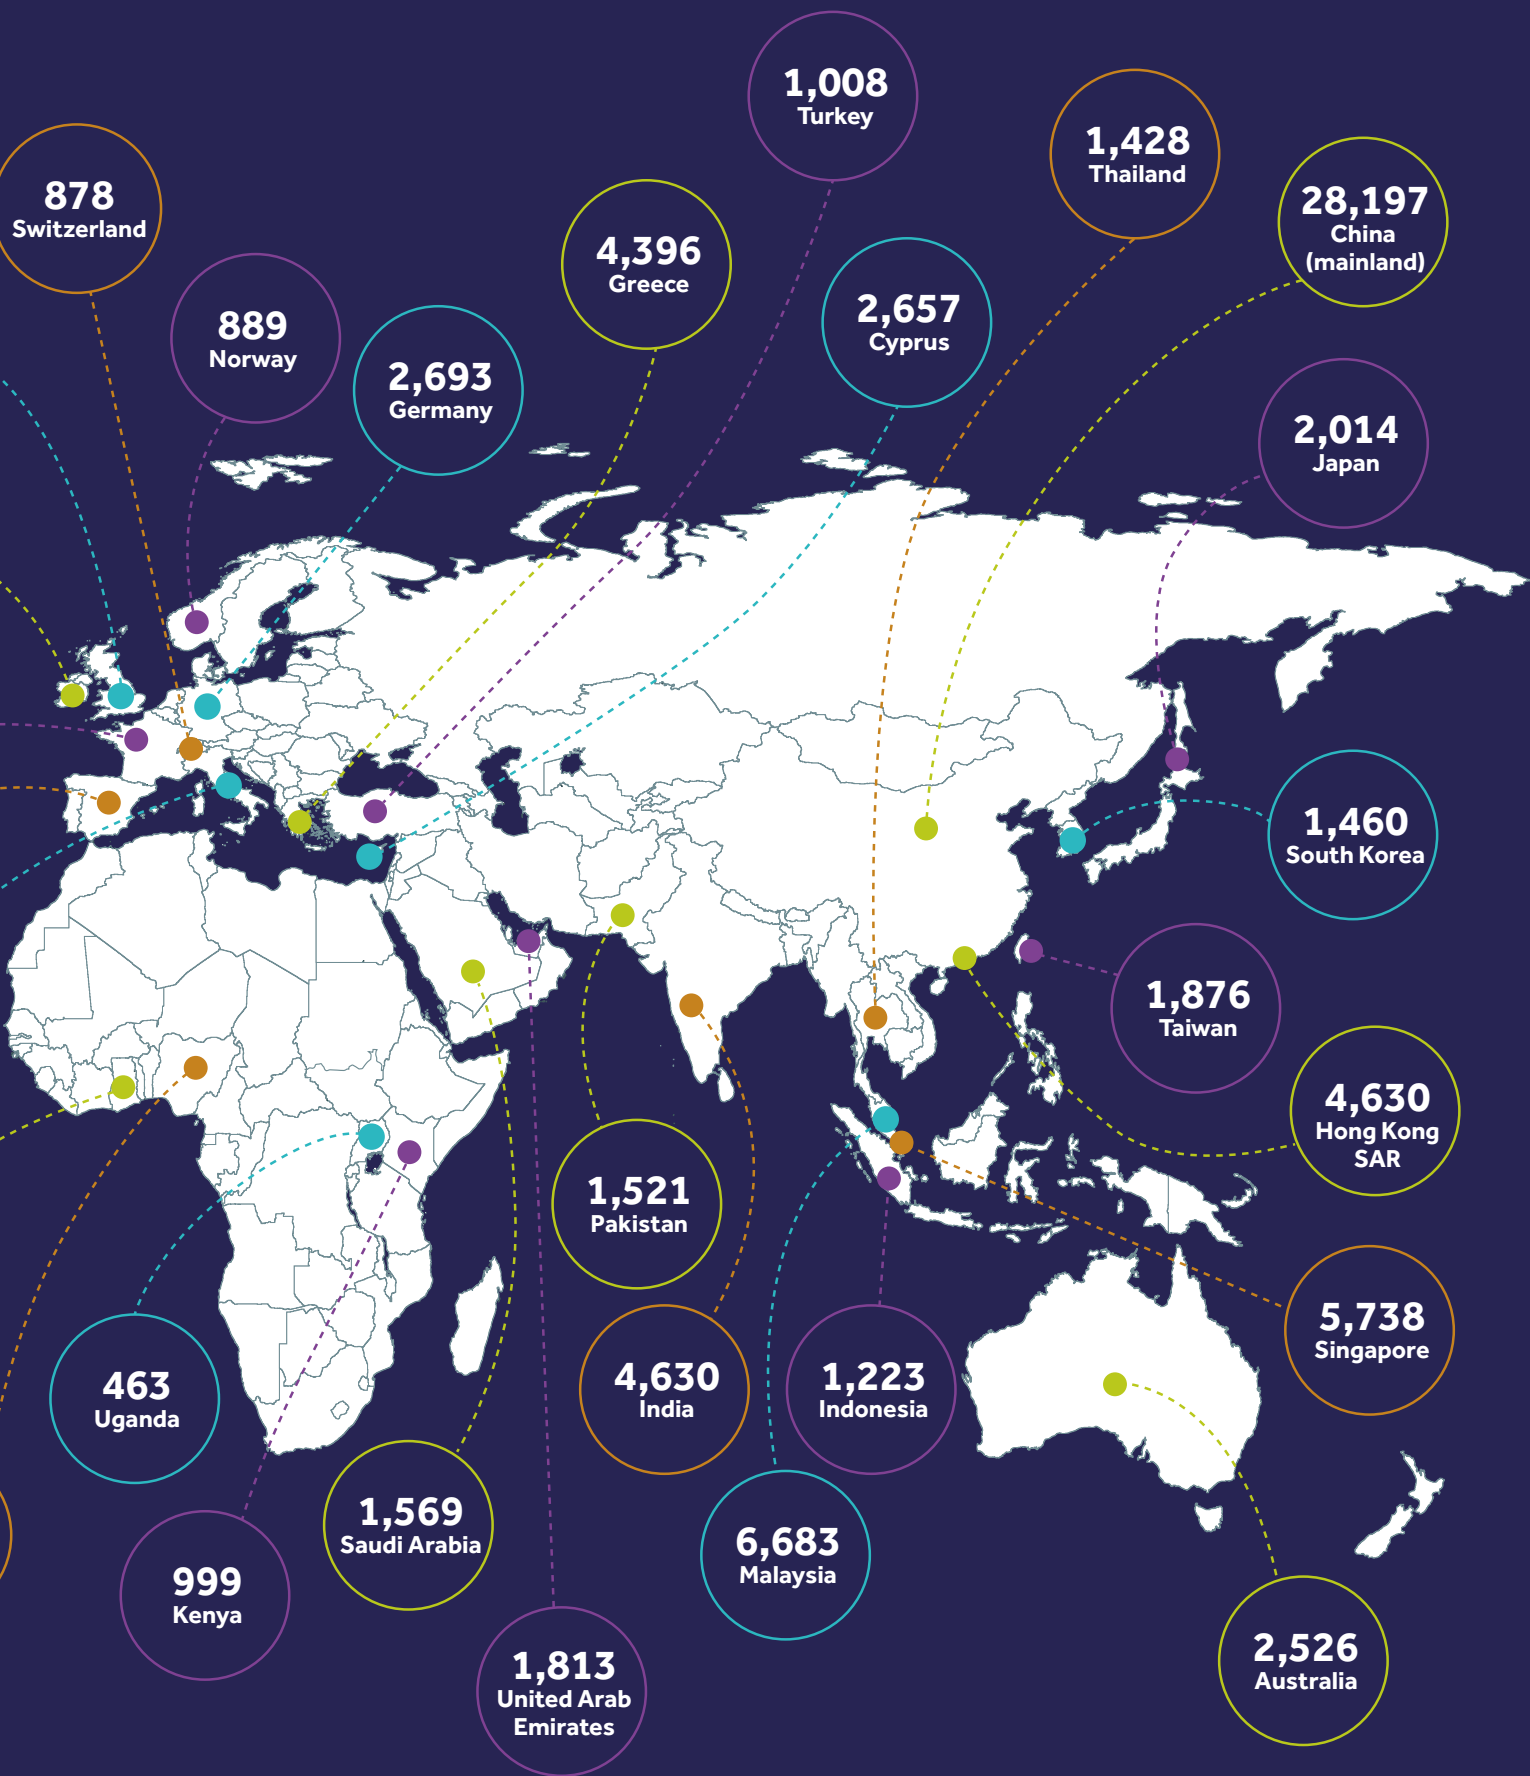 1,008
Turkey
1,428
Thailand
878
Switzerland
28,197
China
(mainland)
4,396
Greece
889
Norway
2,657
Cyprus
2,693
Germany
2,014
Japan
1,460
South Korea
1,876
Taiwan
4,630
Hong Kong
SAR
1,521
Pakistan
5,738
Singapore
463
Uganda
4,630
India
1,223
Indonesia
1,569
Saudi Arabia
6,683
Malaysia
999
Kenya
1,813
United Arab
Emirates
2,526
Australia